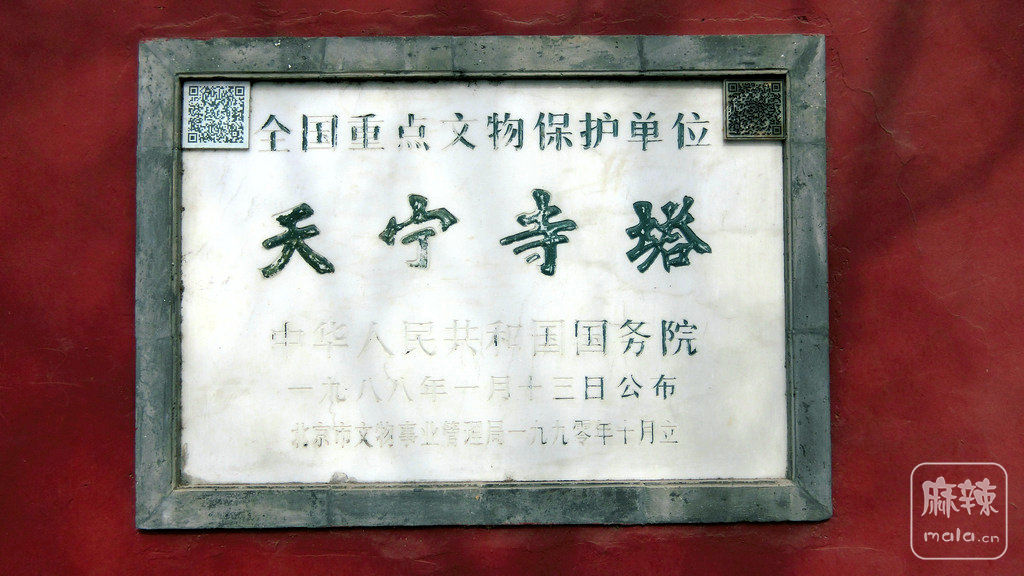 全国重点文物保护单位
天宁寺塔
中华人民共和国国务院
一九八八年一月十三日公布
北京市文物事业管理局一九九零年十月立
麻辣
mala.cn